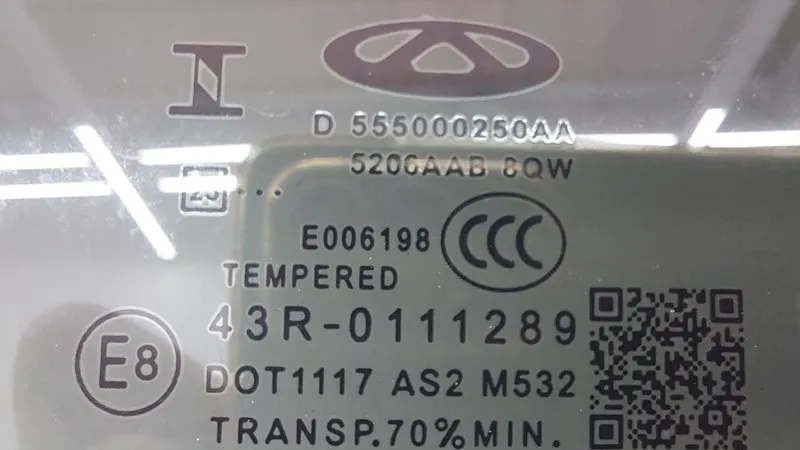 D 555000250AA
5206AAB 8QW
E006198 CCC
TEMPERED
43R-0111289
E8 DOT1117 AS2 M532
TRANSP.70%MIN.